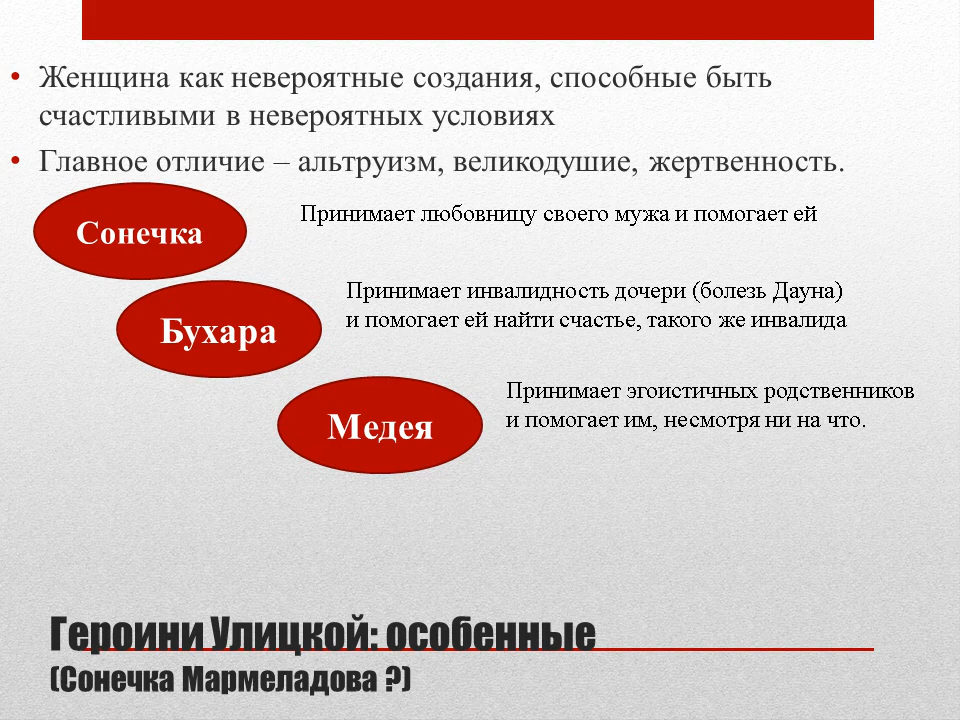 • Женщина как невероятные создания, способные быть
счастливыми в невероятных условиях
• Главное отличие – альтруизм, великодушие, жертвенность.
Сонечка
Принимает любовницу своего мужа и помогает ей
Бухара
Принимает инвалидность дочери (болезь Дауна)
и помогает ей найти счастье, такого же инвалида
Медея
Принимает эгоистичных родственников
и помогает им, несмотря ни на что.
Героини Улицкой: особенные
(Сонечка Мармеладова ?)